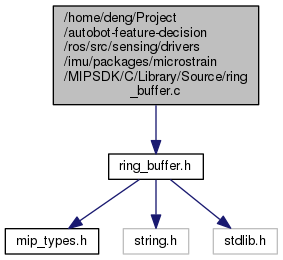 /home/deng/Project
/autobot-feature-decision
/ros/src/sensing/drivers
/imu/packages/microstrain
/MIPSDK/C/Library/Source/ring
_buffer.c
ring_buffer.h
mip_types.h
string.h
stdlib.h